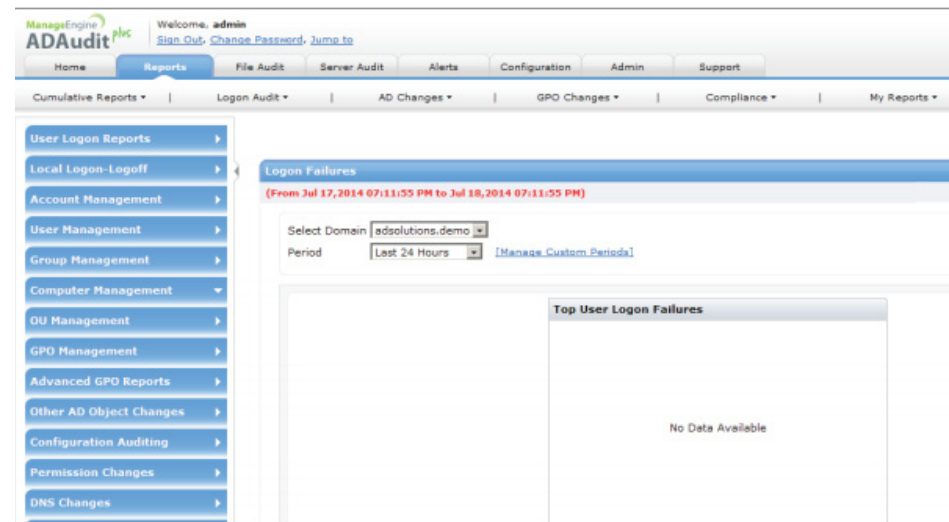 ManageEngine
ADAudit plus
Welcome, admin
Sign Out, Change Password, Jump to
Home Reports File Audit Server Audit Alerts Configuration Admin Support
Cumulative Reports | Logon Audit | AD Changes | GPO Changes | Compliance | My Reports
User Logon Reports
Local Logon-Logoff
Account Management
User Management
Group Management
Computer Management
OU Management
GPO Management
Advanced GPO Reports
Other AD Object Changes
Configuration Auditing
Permission Changes
DNS Changes
Logon Failures
(From Jul 17,2014 07:11:55 PM to Jul 18,2014 07:11:55 PM)
Select Domain adsolutions.demo
Period Last 24 Hours [Manage Custom Periods]
Top User Logon Failures
No Data Available